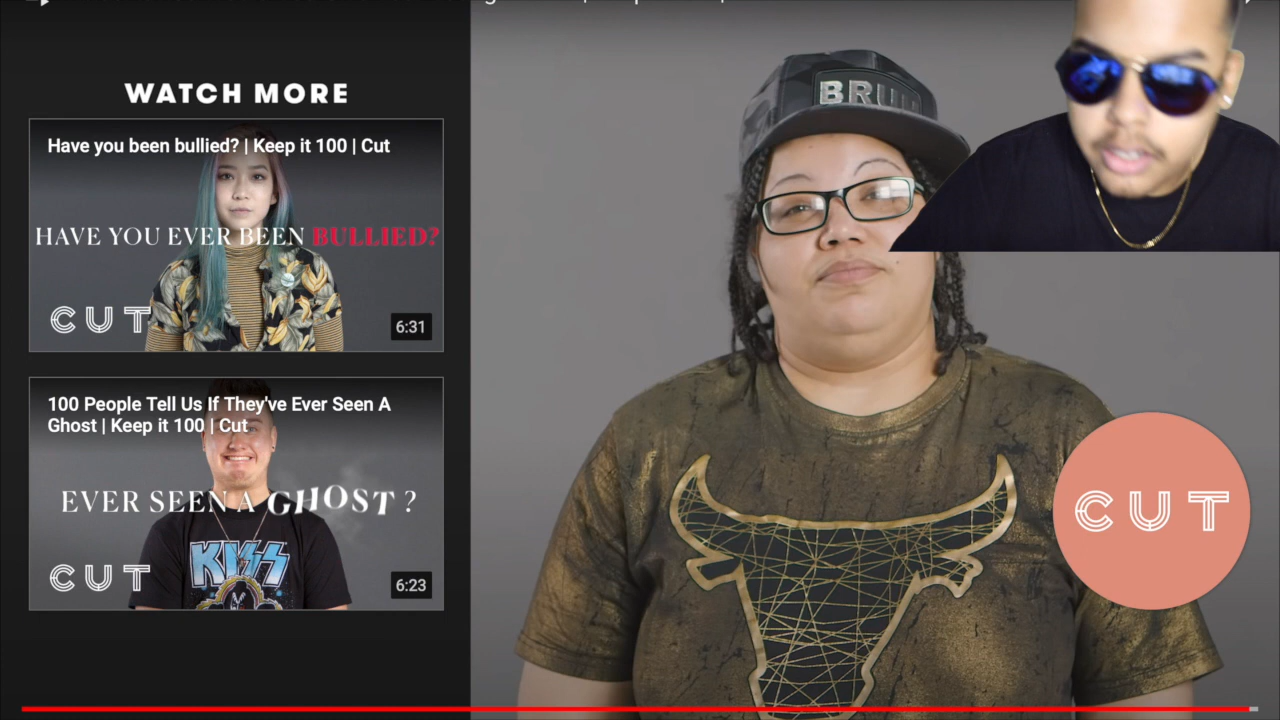 WATCH MORE
Have you been bullied? | Keep it 100 | Cut
HAVE YOU EVER BEEN BULLIED?
CUT
6:31
100 People Tell Us If They've Ever Seen A
Ghost | Keep it 100 | Cut
EVER SEEN A GHOST ?
KISS
CUT
6:23
CUT